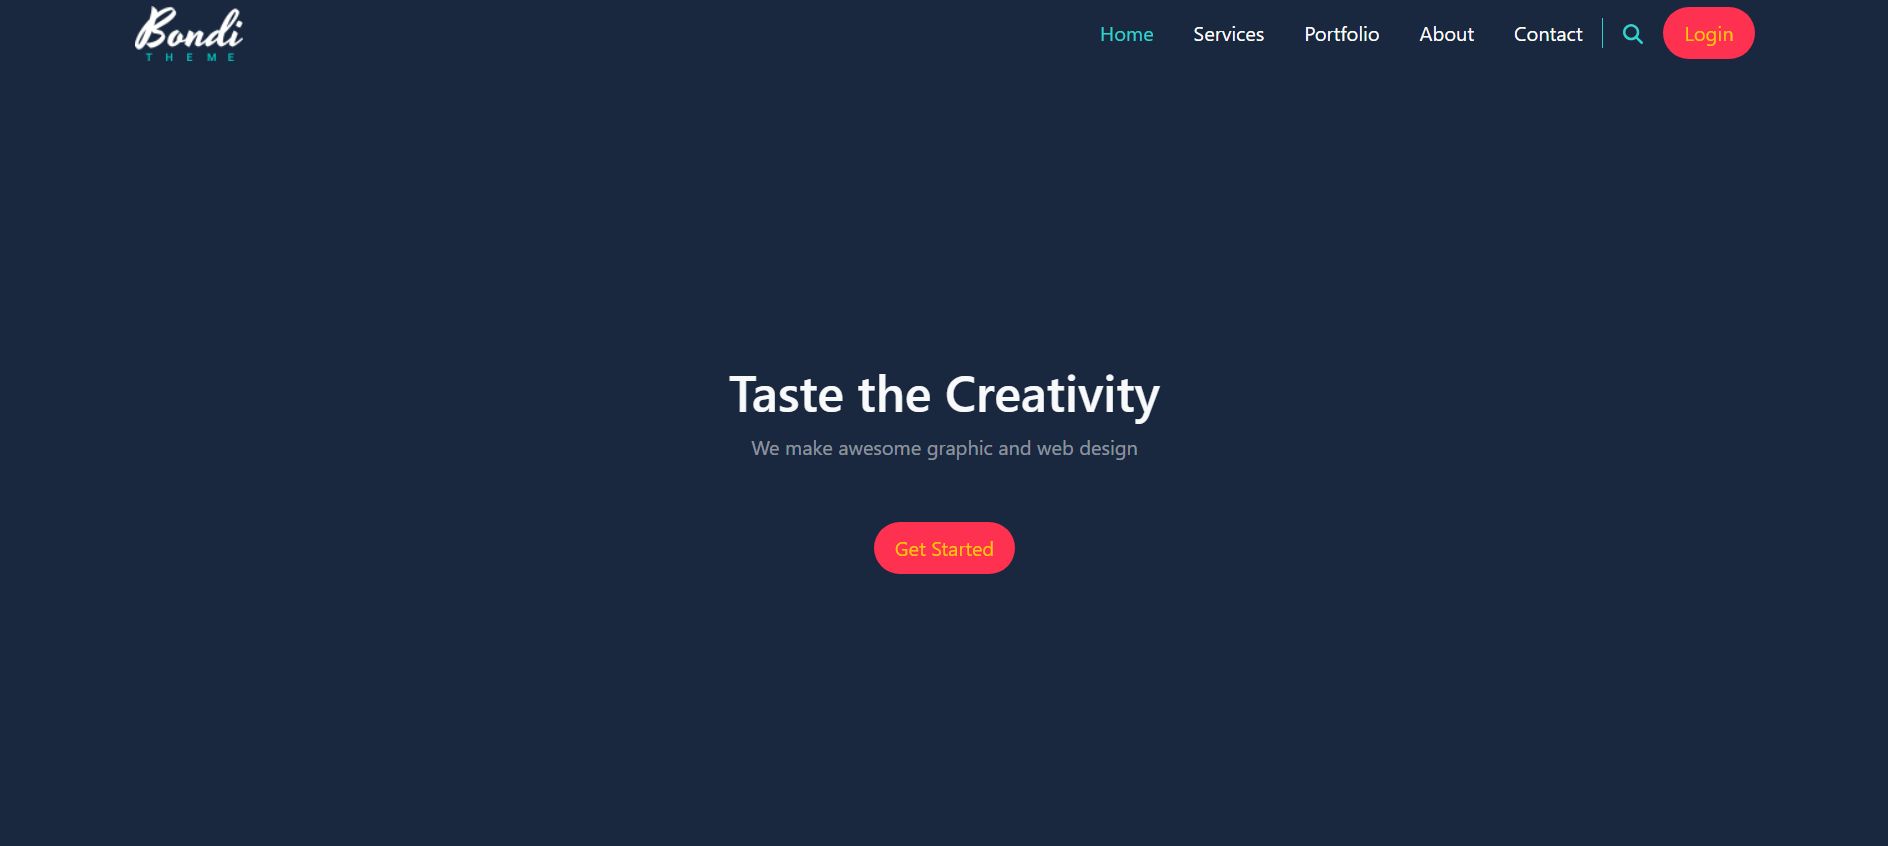 Bondi
THEME
Home Services Portfolio About Contact Login
Taste the Creativity
We make awesome graphic and web design
Get Started